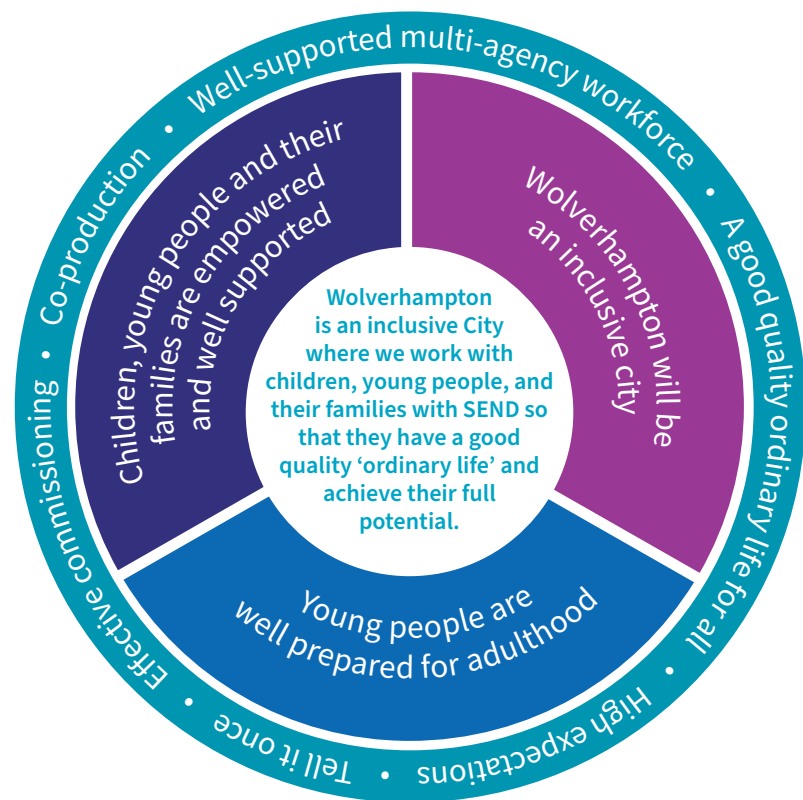 Well-supported multi-agency workforce • A good quality ordinary life for all • High expectations • Tell it once • Effective commissioning • Co-production •
Children, young people and their
families are empowered
and well supported
Wolverhampton will be
an inclusive city
Wolverhampton
is an inclusive City
where we work with
children, young people, and
their families with SEND so
that they have a good
quality ‘ordinary life’ and
achieve their full
potential.
Young people are
well prepared for adulthood